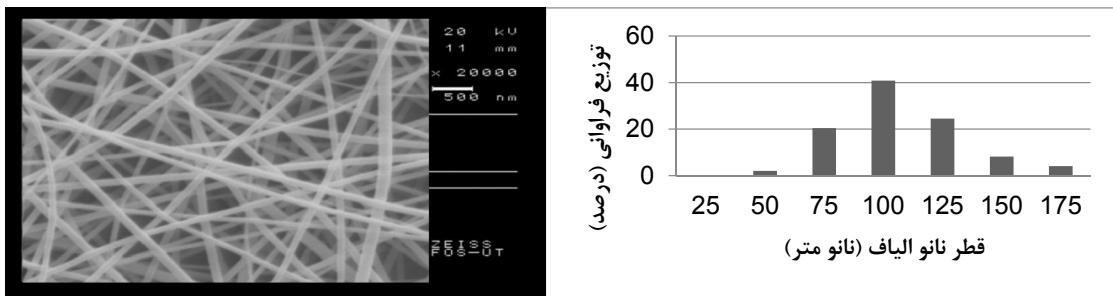 20 kV
11 mm
× 20000
500 nm
ZEISS
FOS-UT
توزیع فراوانی (درصد)
60
40
20
0
25 50 75 100 125 150 175
قطر نانو الیاف (نانو متر)